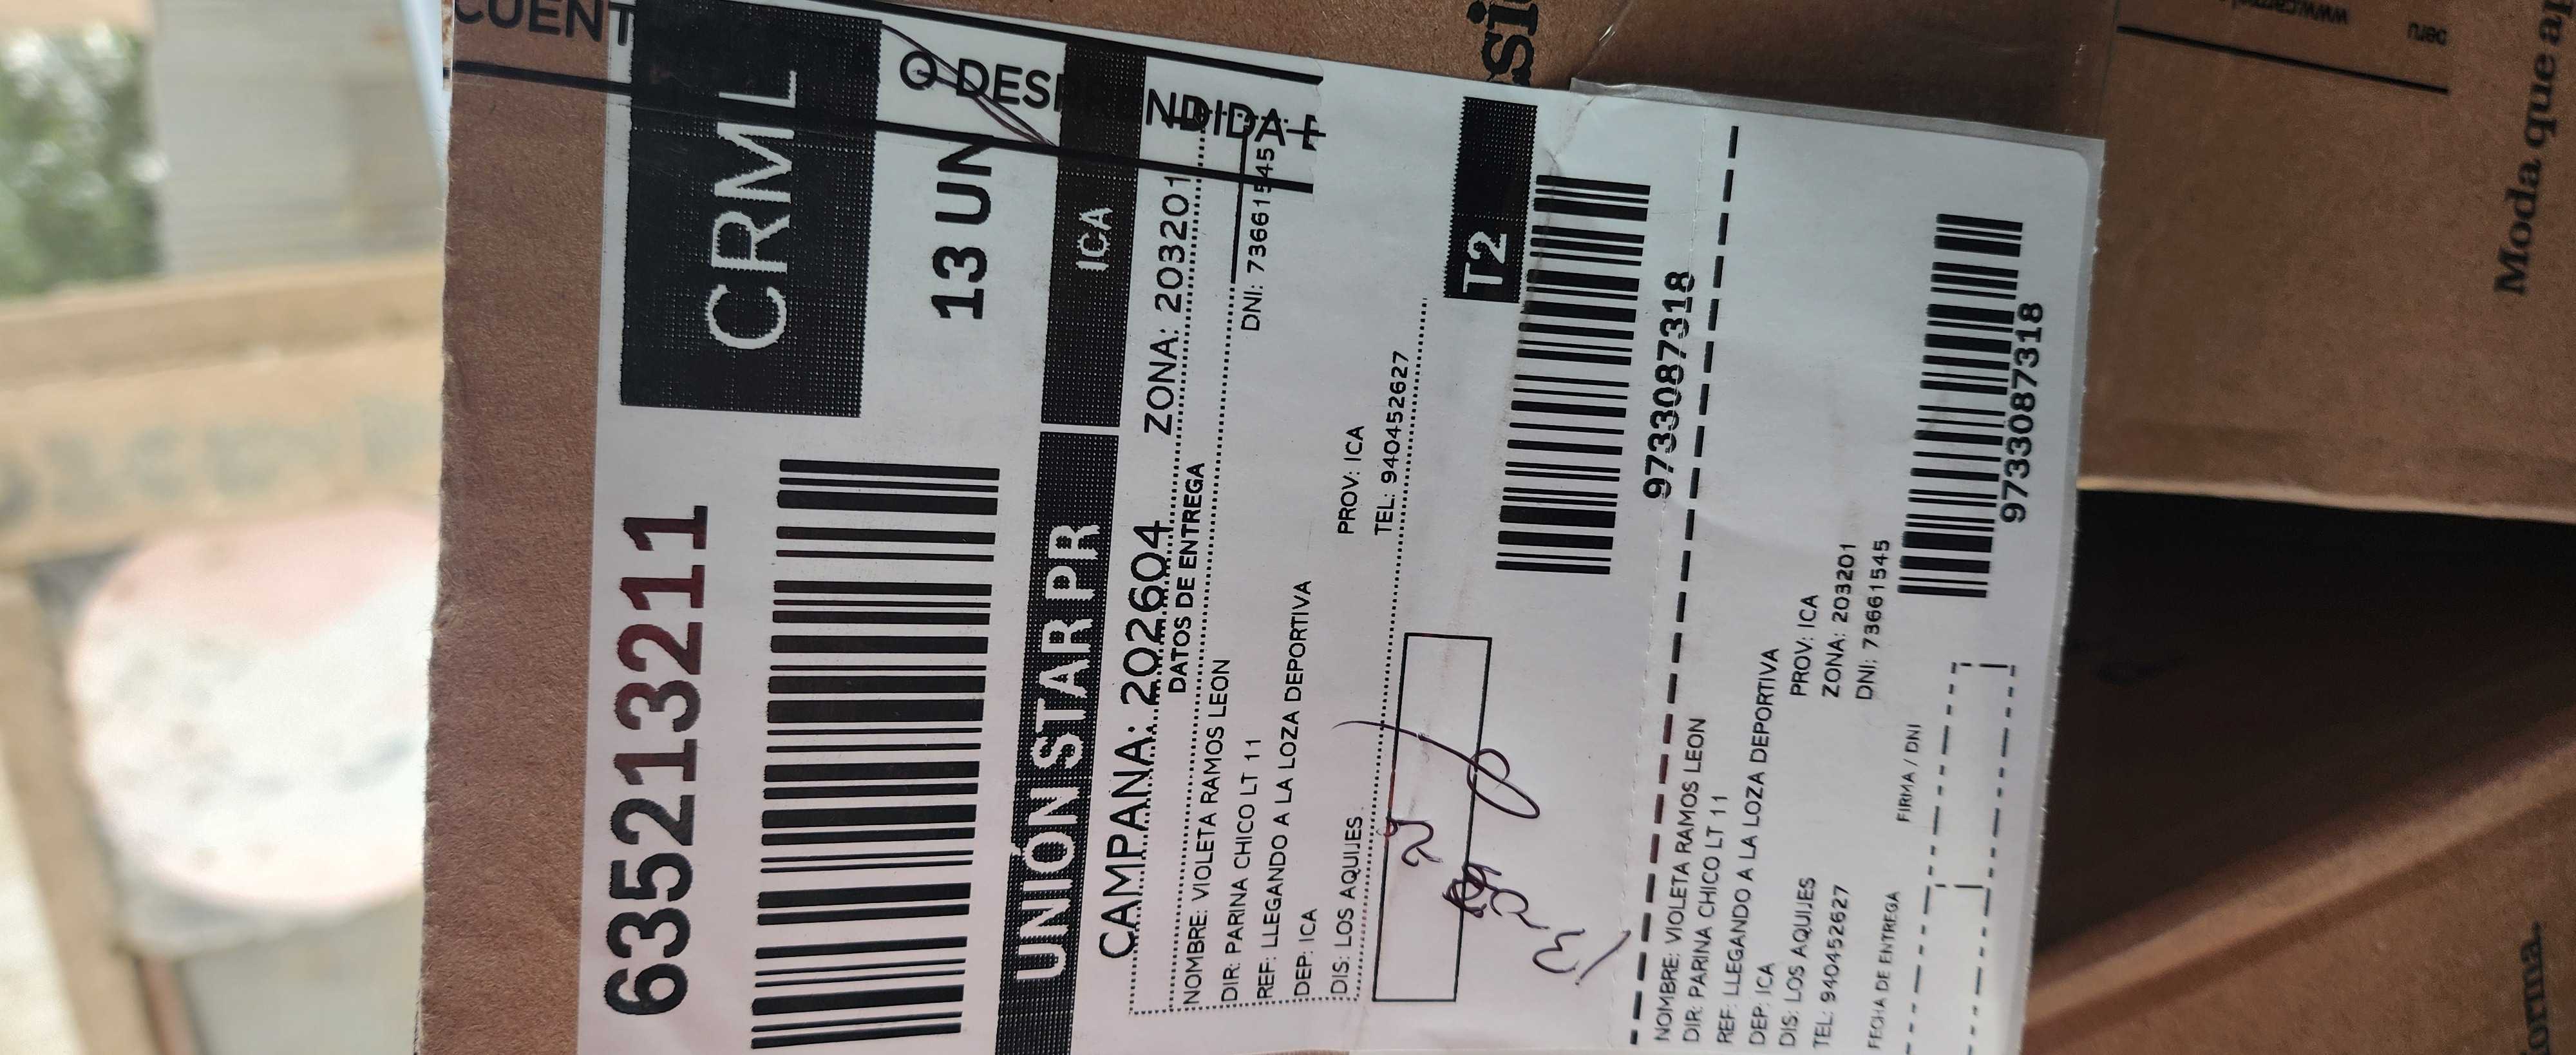 6352213211
CRML
13 UN
UNIÓN STAR PR
ICA
CAMPAÑA: 202604
ZONA: 203201
DATOS DE ENTREGA
NOMBRE: VIOLETA RAMOS LEON
DNI: 73661545
DIR: PARINA CHICO LT 11
REF: LLEGANDO A LA LOZA DEPORTIVA
DEP: ICA
PROV: ICA
DIS: LOS AQUIJES
TEL: 940452627
T2
9733087318
NOMBRE: VIOLETA RAMOS LEON
DIR: PARINA CHICO LT 11
REF: LLEGANDO A LA LOZA DEPORTIVA
DEP: ICA
PROV: ICA
DIS: LOS AQUIJES
ZONA: 203201
TEL: 940452627
DNI: 73661545
FECHA DE ENTREGA
FIRMA / DNI
9733087318
Moda que
peru